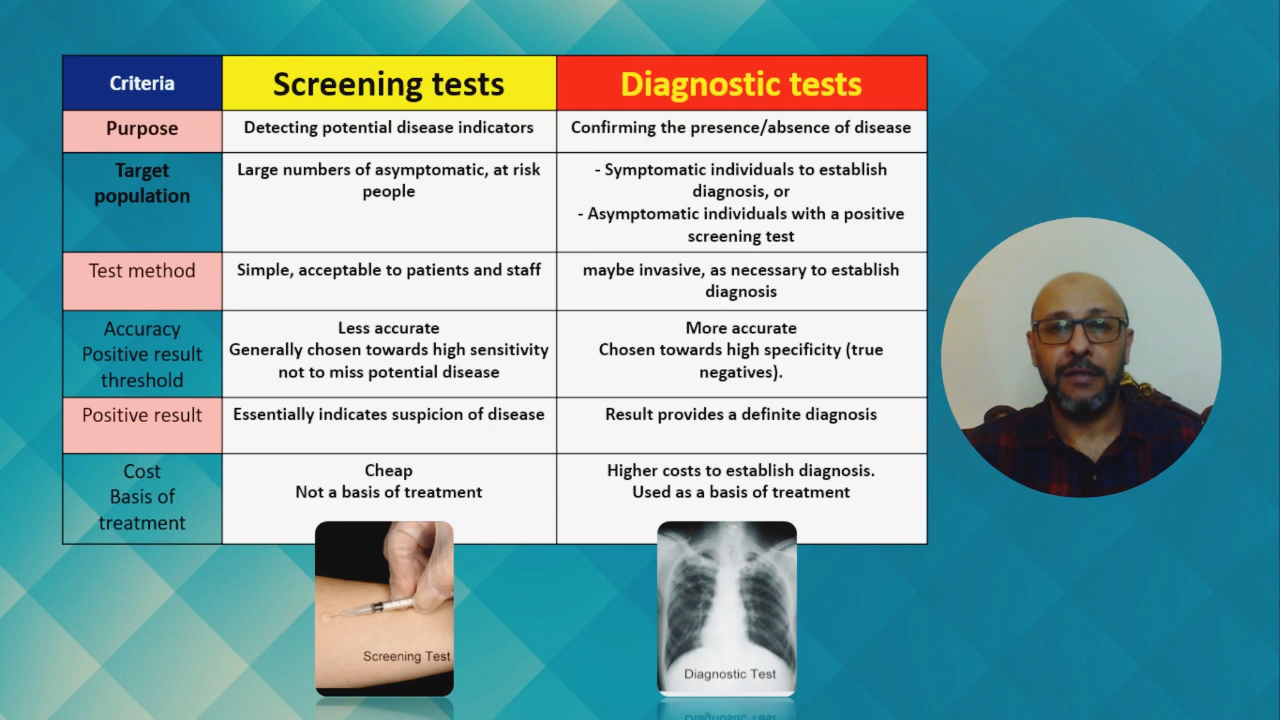 Criteria
Screening tests
Diagnostic tests
Purpose
Detecting potential disease indicators
Confirming the presence/absence of disease
Target
population
Large numbers of asymptomatic, at risk
people
- Symptomatic individuals to establish
diagnosis, or
- Asymptomatic individuals with a positive
screening test
Test method
Simple, acceptable to patients and staff
maybe invasive, as necessary to establish
diagnosis
Accuracy
Positive result
threshold
Less accurate
Generally chosen towards high sensitivity
not to miss potential disease
More accurate
Chosen towards high specificity (true
negatives).
Positive result
Essentially indicates suspicion of disease
Result provides a definite diagnosis
Cost
Basis of
treatment
Cheap
Not a basis of treatment
Higher costs to establish diagnosis.
Used as a basis of treatment
Screening Test
Diagnostic Test